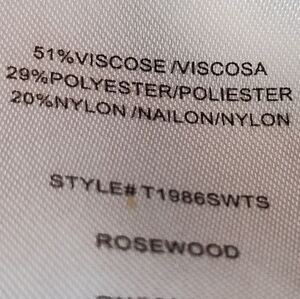 51%VISCOSE/VISCOSA
29%POLYESTER/POLIESTER
20%NYLON/NAILON/NYLON
STYLE# T1986SWTS
ROSEWOOD